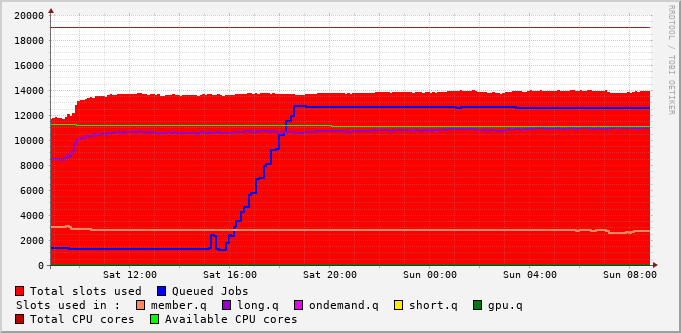 20000
18000
16000
14000
12000
10000
8000
6000
4000
2000
0
Sat 12:00 Sat 16:00 Sat 20:00 Sun 00:00 Sun 04:00 Sun 08:00
RRDTOOL / TOBI OETIKER
Total slots used Queued Jobs
Slots used in : member.q long.q ondemand.q short.q gpu.q
Total CPU cores Available CPU cores